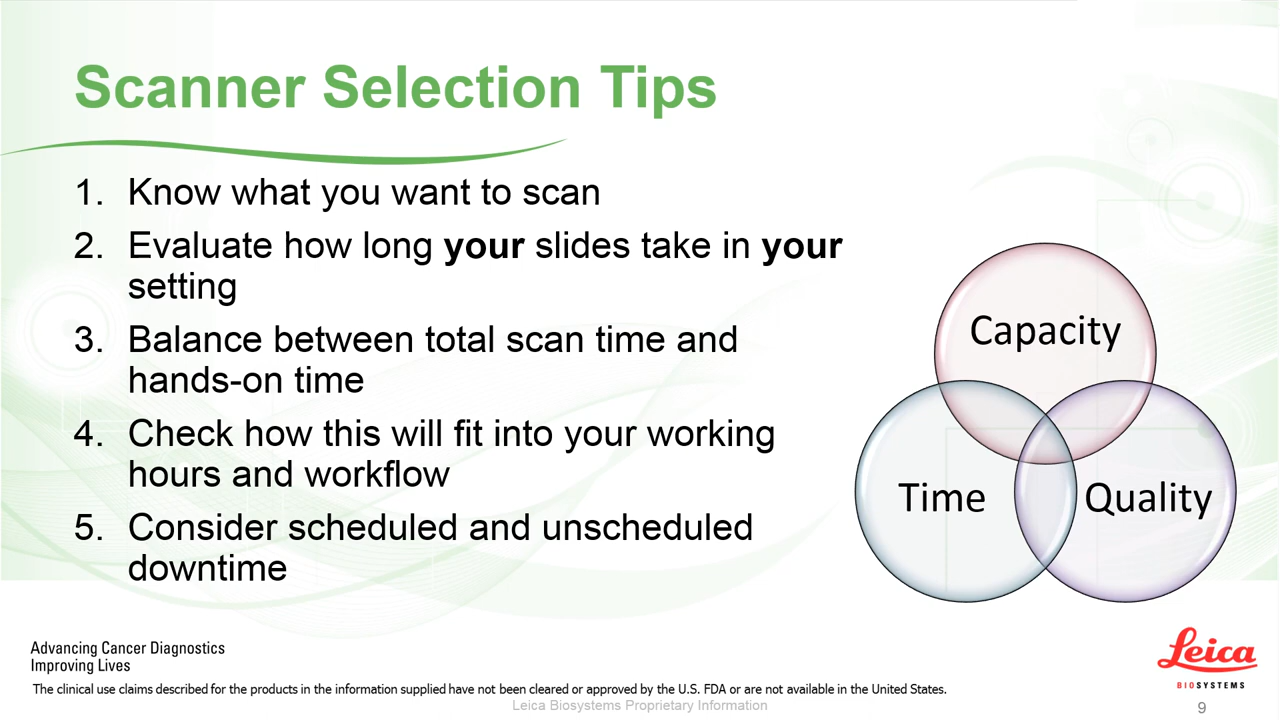 Scanner Selection Tips
1. Know what you want to scan
2. Evaluate how long your slides take in your
setting
3. Balance between total scan time and
hands-on time
4. Check how this will fit into your working
hours and workflow
5. Consider scheduled and unscheduled
downtime
Capacity
Time
Quality
Advancing Cancer Diagnostics
Improving Lives
Leica
BIOSYSTEMS
The clinical use claims described for the products in the information supplied have not been cleared or approved by the U.S. FDA or are not available in the United States.
Leica Biosystems Proprietary Information
9